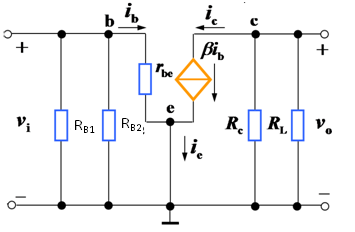 b i_b i_c c
+ + 
r_be βi_b
v_i R_B1 R_B2; e R_c R_L v_o
i_e
− −